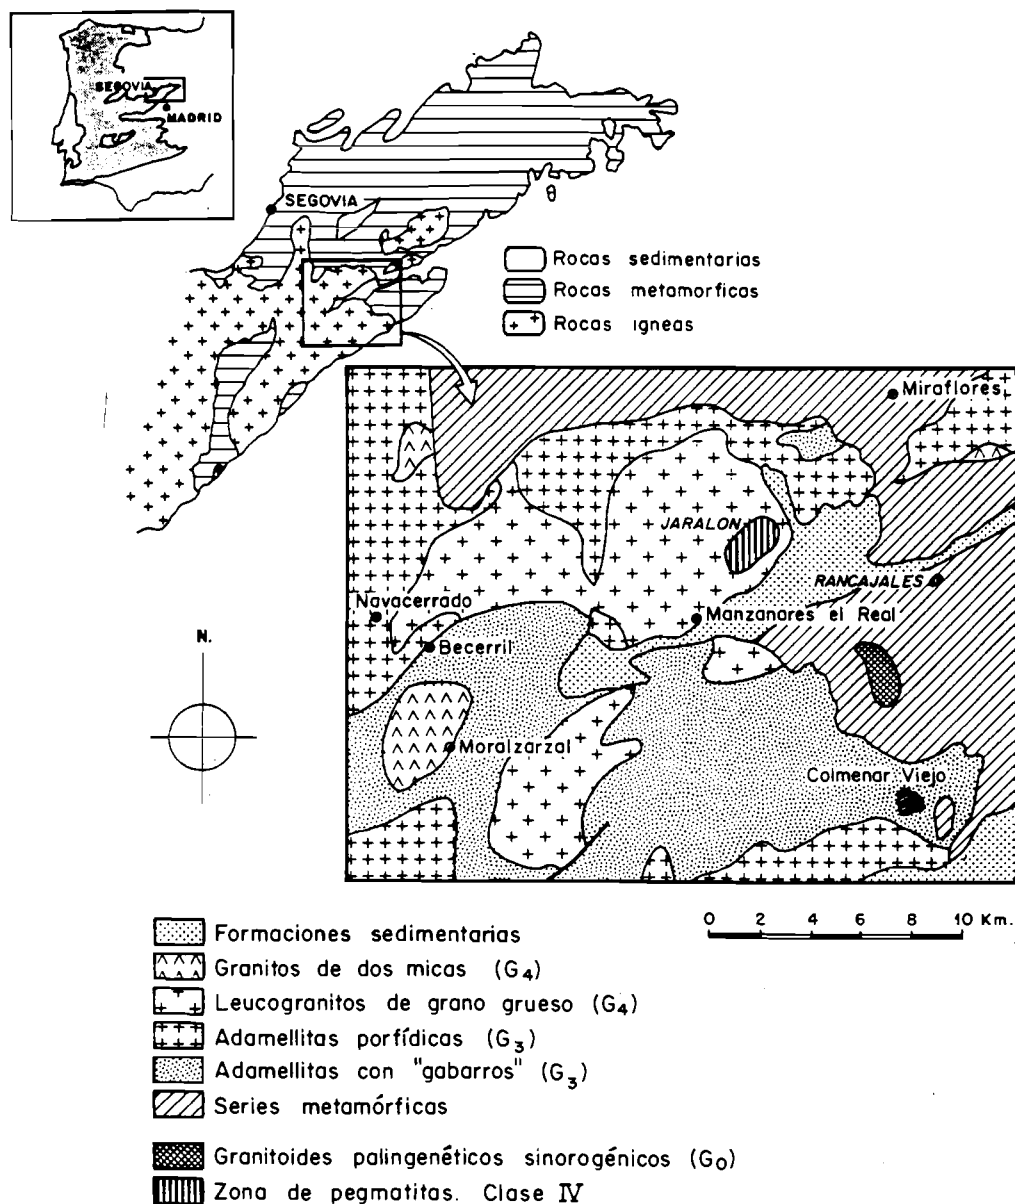 SEGOVIA
MADRID
SEGOVIA
Rocas sedimentarias
Rocas metamorficas
Rocas igneas
Miraflores
JARALON
RANCAJALES
Navacerrado
Manzanares el Real
Becerril
N.
Moralzarzal
Colmenar Viejo
0 2 4 6 8 10 Km.
Formaciones sedimentarias
Granitos de dos micas (G4)
Leucogranitos de grano grueso (G4)
Adamellitas porfídicas (G3)
Adamellitas con "gabarros" (G3)
Series metamórficas
Granitoides palingenéticos sinorogénicos (G0)
Zona de pegmatitas. Clase IV